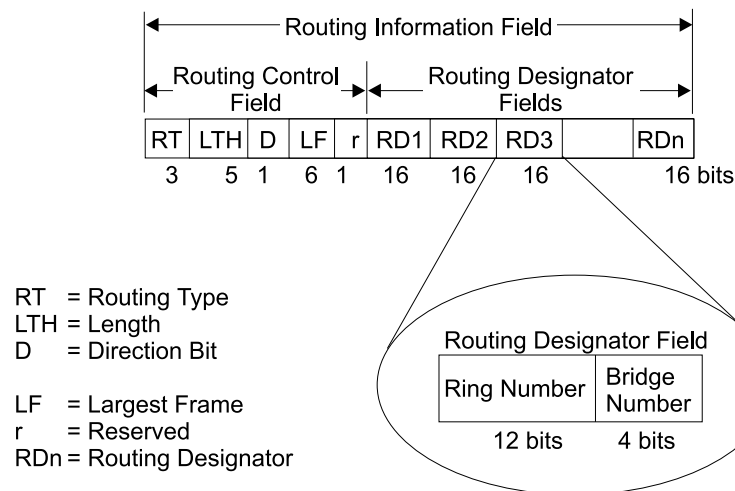 Routing Information Field
Routing Control Field
Routing Designator Fields
RT LTH D LF r RD1 RD2 RD3 RDn
3 5 1 6 1 16 16 16 16 bits
RT = Routing Type
LTH = Length
D = Direction Bit
LF = Largest Frame
r = Reserved
RDn = Routing Designator
Routing Designator Field
Ring Number
Bridge Number
12 bits 4 bits